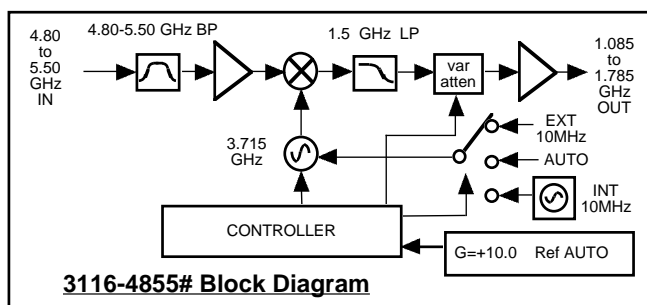 4.80
to
5.50
GHz
IN
4.80-5.50 GHz BP
1.5 GHz LP
var
atten
1.085
to
1.785
GHz
OUT
3.715
GHz
EXT
10MHz
AUTO
INT
10MHz
CONTROLLER
G=+10.0 Ref AUTO
3116-4855# Block Diagram